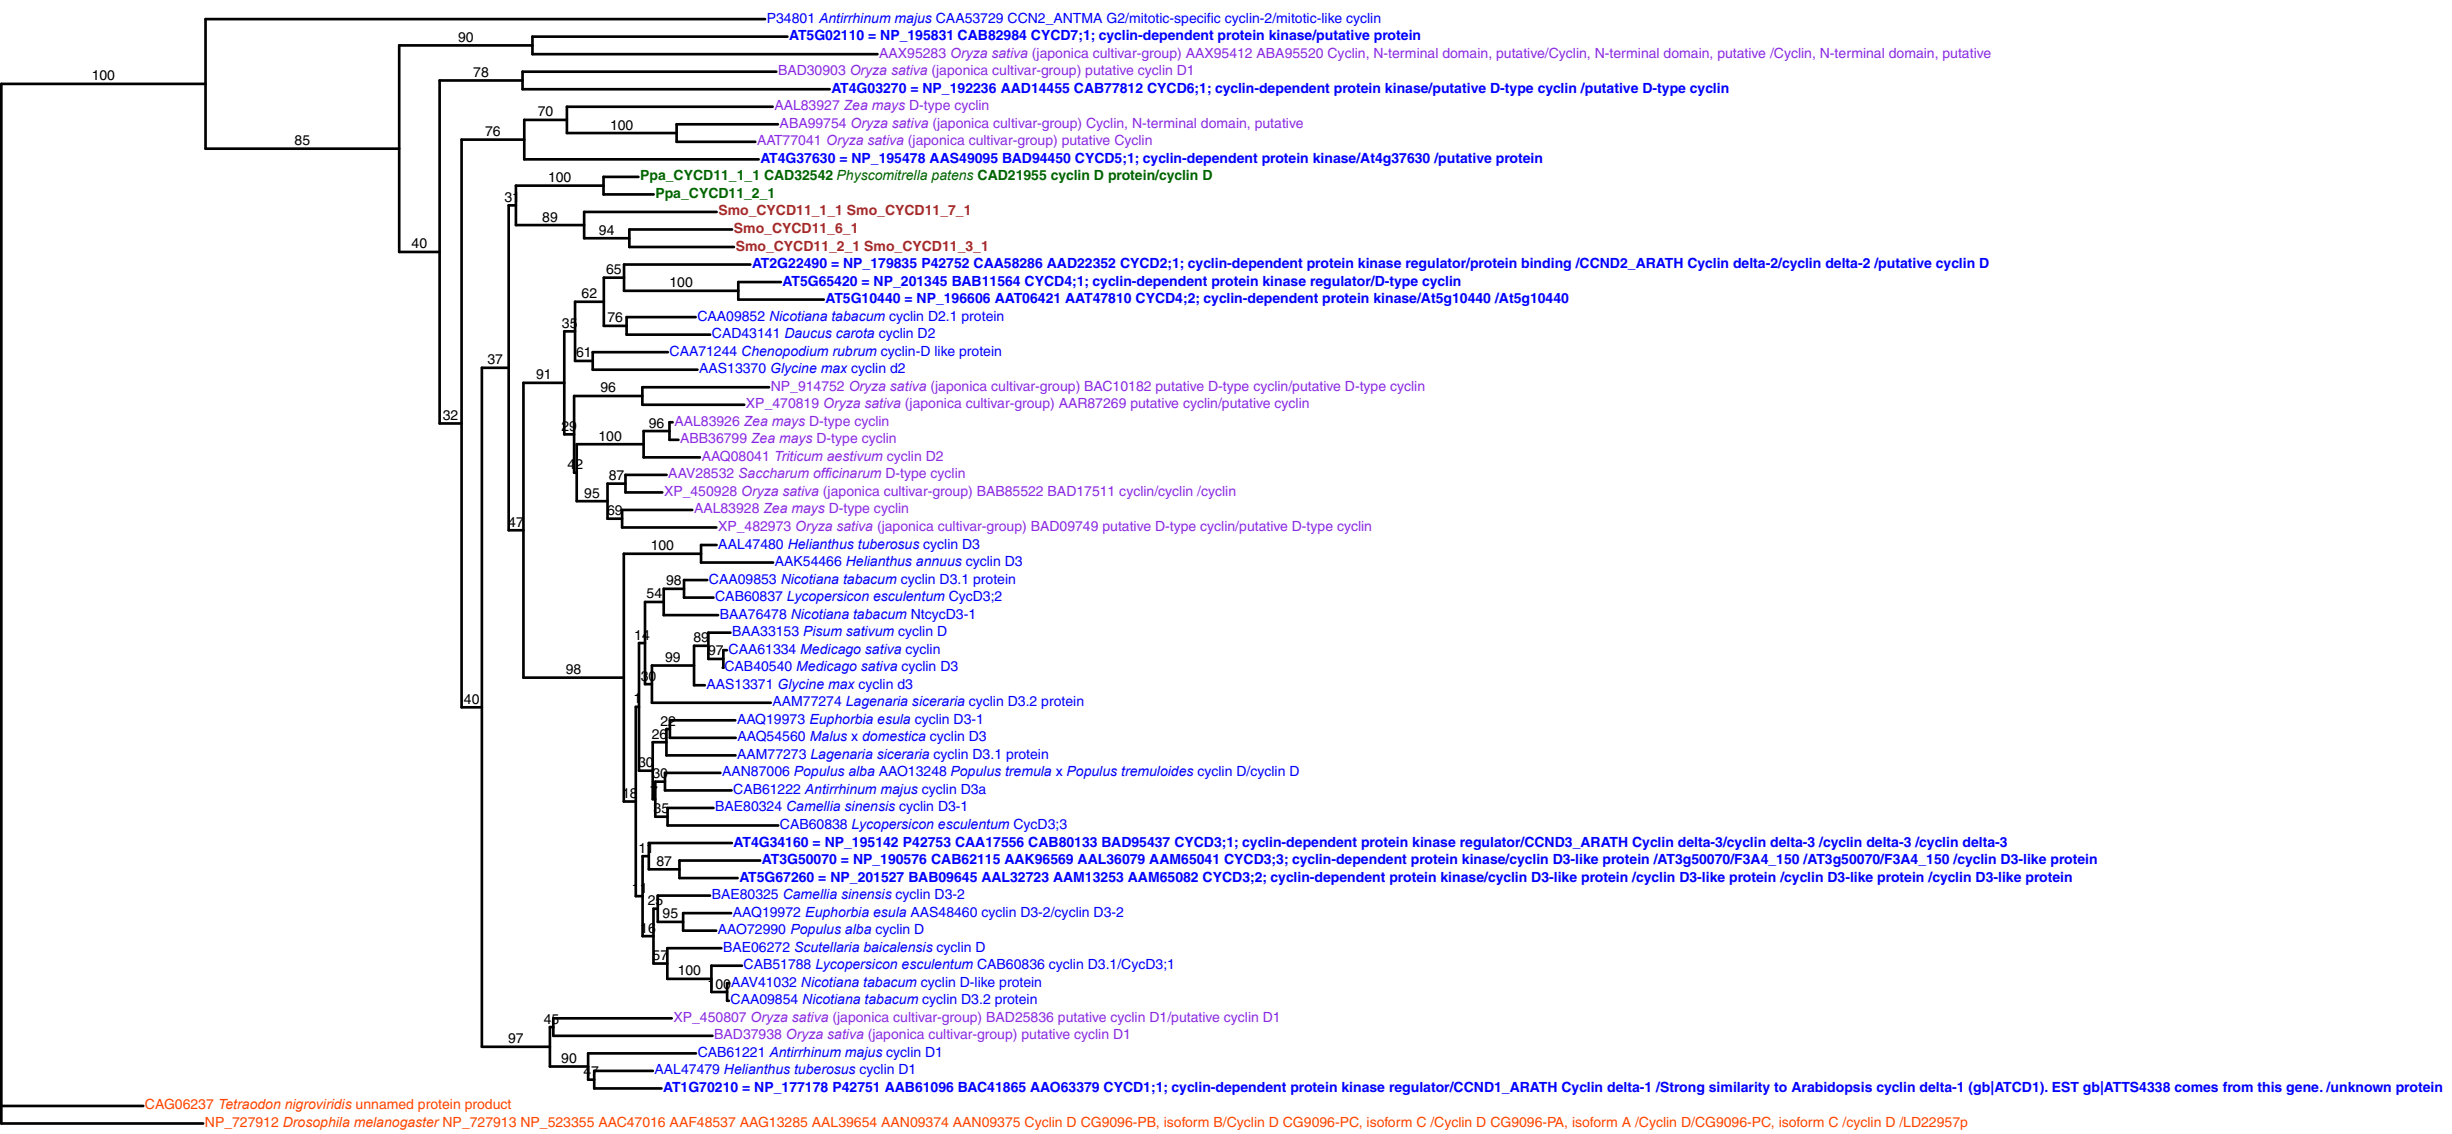 P34801 Antirrhinum majus CAA53729 CCN2_ANTMA G2/mitotic-specific cyclin-2/mitotic-like cyclin
90 AT5G02110 = NP_195831 CAB82984 CYCD7;1; cyclin-dependent protein kinase/putative protein
AAX95283 Oryza sativa (japonica cultivar-group) AAX95412 ABA95520 Cyclin, N-terminal domain, putative/Cyclin, N-terminal domain, putative /Cyclin, N-terminal domain, putative
100 78 BAD30903 Oryza sativa (japonica cultivar-group) putative cyclin D1
AT4G03270 = NP_192236 AAD14455 CAB77812 CYCD6;1; cyclin-dependent protein kinase/putative D-type cyclin /putative D-type cyclin
70 AAL83927 Zea mays D-type cyclin
76 100 ABA99754 Oryza sativa (japonica cultivar-group) Cyclin, N-terminal domain, putative
85 AAT77041 Oryza sativa (japonica cultivar-group) putative Cyclin
AT4G37630 = NP_195478 AAS49095 BAD94450 CYCD5;1; cyclin-dependent protein kinase/At4g37630 /putative protein
100 Ppa_CYCD11_1_1 CAD32542 Physcomitrella patens CAD21955 cyclin D protein/cyclin D
31 Ppa_CYCD11_2_1
89 Smo_CYCD11_1_1 Smo_CYCD11_7_1
94 Smo_CYCD11_6_1
40 Smo_CYCD11_2_1 Smo_CYCD11_3_1
65 AT2G22490 = NP_179835 P42752 CAA58286 AAD22352 CYCD2;1; cyclin-dependent protein kinase regulator/protein binding /CCND2_ARATH Cyclin delta-2/cyclin delta-2 /putative cyclin D
100 AT5G65420 = NP_201345 BAB11564 CYCD4;1; cyclin-dependent protein kinase regulator/D-type cyclin
62 AT5G10440 = NP_196606 AAT06421 AAT47810 CYCD4;2; cyclin-dependent protein kinase/At5g10440 /At5g10440
35 76 CAA09852 Nicotiana tabacum cyclin D2.1 protein
CAD43141 Daucus carota cyclin D2
61 CAA71244 Chenopodium rubrum cyclin-D like protein
37 AAS13370 Glycine max cyclin d2
91 96 NP_914752 Oryza sativa (japonica cultivar-group) BAC10182 putative D-type cyclin/putative D-type cyclin
XP_470819 Oryza sativa (japonica cultivar-group) AAR87269 putative cyclin/putative cyclin
32 29 96 AAL83926 Zea mays D-type cyclin
100 ABB36799 Zea mays D-type cyclin
42 AAQ08041 Triticum aestivum cyclin D2
87 AAV28532 Saccharum officinarum D-type cyclin
95 XP_450928 Oryza sativa (japonica cultivar-group) BAB85522 BAD17511 cyclin/cyclin /cyclin
69 AAL83928 Zea mays D-type cyclin
47 XP_482973 Oryza sativa (japonica cultivar-group) BAD09749 putative D-type cyclin/putative D-type cyclin
100 AAL47480 Helianthus tuberosus cyclin D3
AAK54466 Helianthus annuus cyclin D3
98 CAA09853 Nicotiana tabacum cyclin D3.1 protein
54 CAB60837 Lycopersicon esculentum CycD3;2
BAA76478 Nicotiana tabacum NtcycD3-1
14 89 BAA33153 Pisum sativum cyclin D
97 CAA61334 Medicago sativa cyclin
98 99 CAB40540 Medicago sativa cyclin D3
30 AAS13371 Glycine max cyclin d3
40 AAM77274 Lagenaria siceraria cyclin D3.2 protein
22 AAQ19973 Euphorbia esula cyclin D3-1
26 AAQ54560 Malus x domestica cyclin D3
AAM77273 Lagenaria siceraria cyclin D3.1 protein
30 30 AAN87006 Populus alba AAO13248 Populus tremula x Populus tremuloides cyclin D/cyclin D
18 CAB61222 Antirrhinum majus cyclin D3a
35 BAE80324 Camellia sinensis cyclin D3-1
CAB60838 Lycopersicon esculentum CycD3;3
AT4G34160 = NP_195142 P42753 CAA17556 CAB80133 BAD95437 CYCD3;1; cyclin-dependent protein kinase regulator/CCND3_ARATH Cyclin delta-3/cyclin delta-3 /cyclin delta-3 /cyclin delta-3
87 AT3G50070 = NP_190576 CAB62115 AAK96569 AAL36079 AAM65041 CYCD3;3; cyclin-dependent protein kinase/cyclin D3-like protein /AT3g50070/F3A4_150 /AT3g50070/F3A4_150 /cyclin D3-like protein
AT5G67260 = NP_201527 BAB09645 AAL32723 AAM13253 AAM65082 CYCD3;2; cyclin-dependent protein kinase/cyclin D3-like protein /cyclin D3-like protein /cyclin D3-like protein /cyclin D3-like protein
25 BAE80325 Camellia sinensis cyclin D3-2
95 AAQ19972 Euphorbia esula AAS48460 cyclin D3-2/cyclin D3-2
16 AAO72990 Populus alba cyclin D
57 BAE06272 Scutellaria baicalensis cyclin D
100 CAB51788 Lycopersicon esculentum CAB60836 cyclin D3.1/CycD3;1
100 AAV41032 Nicotiana tabacum cyclin D-like protein
CAA09854 Nicotiana tabacum cyclin D3.2 protein
45 XP_450807 Oryza sativa (japonica cultivar-group) BAD25836 putative cyclin D1/putative cyclin D1
97 BAD37938 Oryza sativa (japonica cultivar-group) putative cyclin D1
90 CAB61221 Antirrhinum majus cyclin D1
47 AAL47479 Helianthus tuberosus cyclin D1
AT1G70210 = NP_177178 P42751 AAB61096 BAC41865 AAO63379 CYCD1;1; cyclin-dependent protein kinase regulator/CCND1_ARATH Cyclin delta-1 /Strong similarity to Arabidopsis cyclin delta-1 (gb|ATCD1). EST gb|ATTS4338 comes from this gene. /unknown protein
CAG06237 Tetraodon nigroviridis unnamed protein product
NP_727912 Drosophila melanogaster NP_727913 NP_523355 AAC47016 AAF48537 AAG13285 AAL39654 AAN09374 AAN09375 Cyclin D CG9096-PB, isoform B/Cyclin D CG9096-PC, isoform C /Cyclin D CG9096-PA, isoform A /Cyclin D/CG9096-PC, isoform C /cyclin D /LD22957p